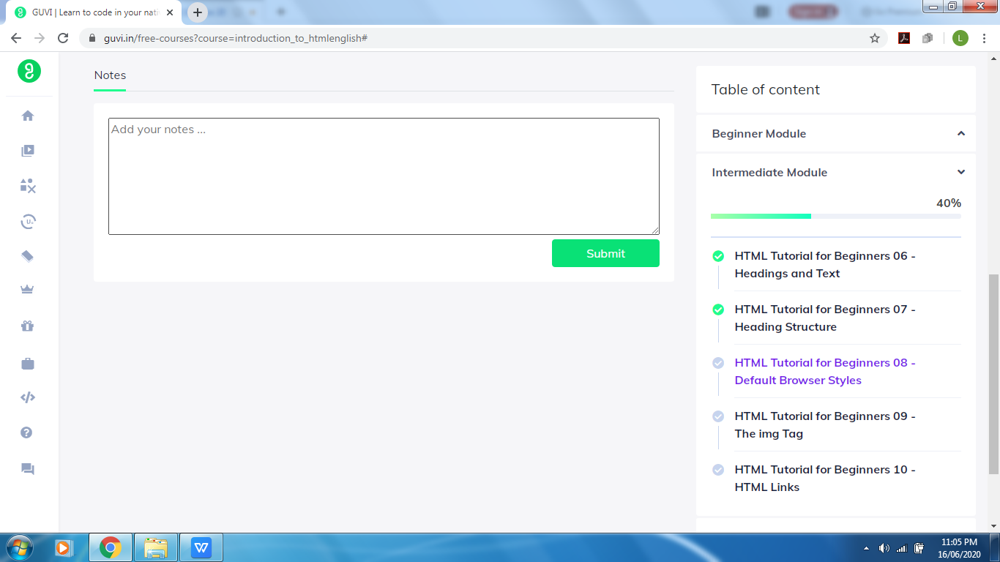 GUVI | Learn to code in your nati
guvi.in/free-courses?course=introduction_to_htmlenglish#
L
Notes
Add your notes ...
Submit
Table of content
Beginner Module
Intermediate Module
40%
HTML Tutorial for Beginners 06 -
Headings and Text
HTML Tutorial for Beginners 07 -
Heading Structure
HTML Tutorial for Beginners 08 -
Default Browser Styles
HTML Tutorial for Beginners 09 -
The img Tag
HTML Tutorial for Beginners 10 -
HTML Links
11:05 PM
16/06/2020